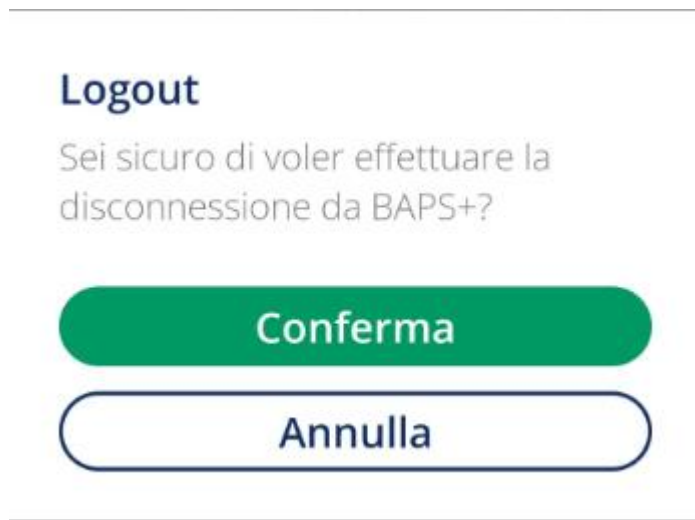 Logout
Sei sicuro di voler effettuare la
disconnessione da BAPS+?
Conferma
Annulla